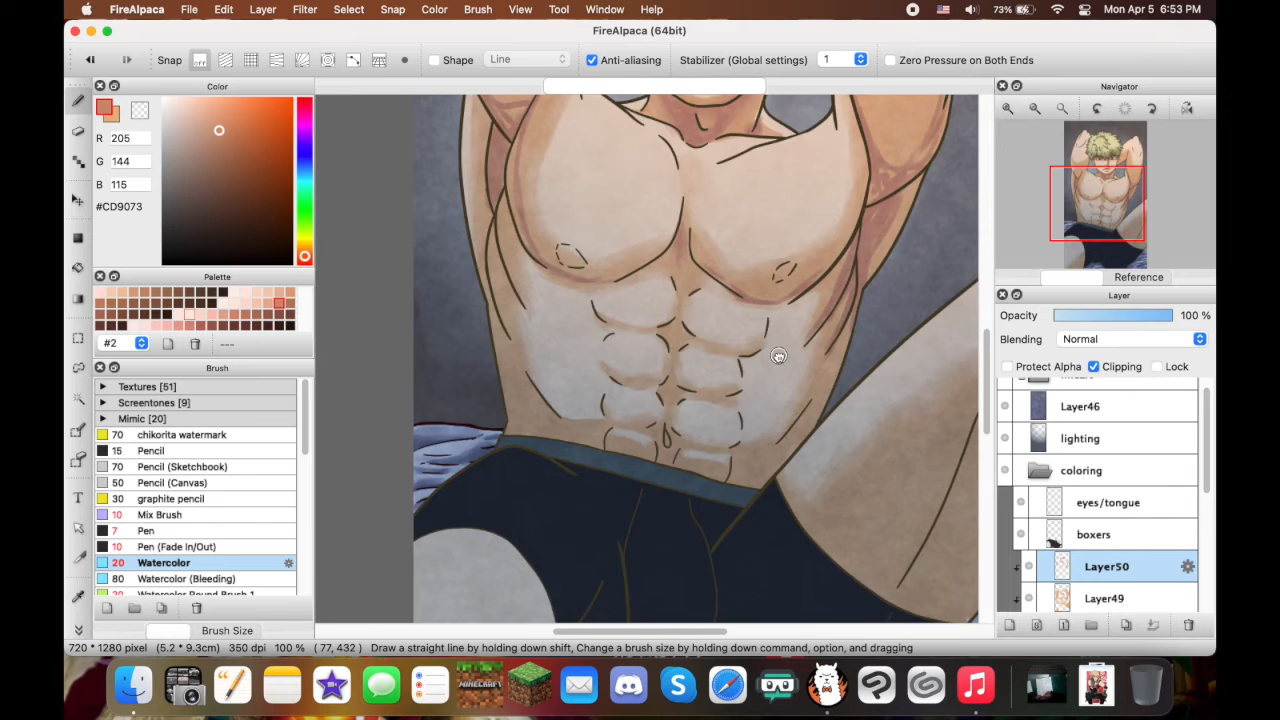 FireAlpaca File Edit Layer Filter Select Snap Color Brush View Tool Window Help 73% Mon Apr 5 6:53 PM
FireAlpaca (64bit)
Snap off Shape Line Anti-aliasing Stabilizer (Global settings) 1 Zero Pressure on Both Ends
Color
R 205
G 144
B 115
#CD9073
Palette
#2 ---
Brush
Textures [51]
Screentones [9]
Mimic [20]
70 chikorita watermark
15 Pencil
70 Pencil (Sketchbook)
50 Pencil (Canvas)
30 graphite pencil
10 Mix Brush
7 Pen
10 Pen (Fade In/Out)
20 Watercolor
80 Watercolor (Bleeding)
20 Watercolor Round Brush 1
Brush Size
Navigator
Reference
Layer
Opacity 100 %
Blending Normal
Protect Alpha Clipping Lock
Layer46
lighting
coloring
eyes/tongue
boxers
Layer50
Layer49
720 * 1280 pixel (5.2 * 9.3cm) 350 dpi 100 % ( 77, 432 ) Draw a straight line by holding down shift, Change a brush size by holding down command, option, and dragging